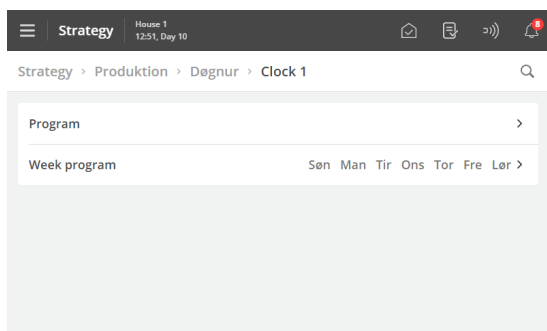 Strategy
House 1
12:51, Day 10
8
Strategy > Produktion > Døgnur > Clock 1
Program
Week program Søn Man Tir Ons Tor Fre Lør